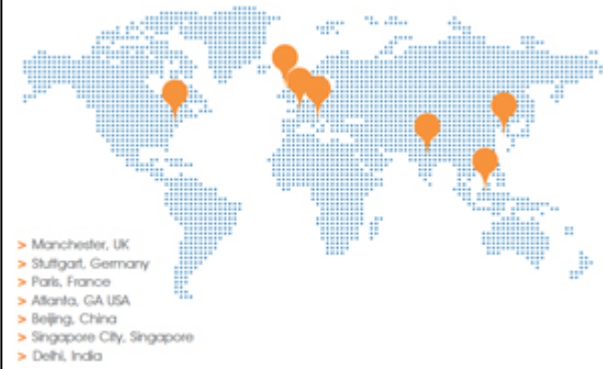 > Manchester, UK
> Stuttgart, Germany
> Paris, France
> Atlanta, GA USA
> Beijing, China
> Singapore City, Singapore
> Delhi, India